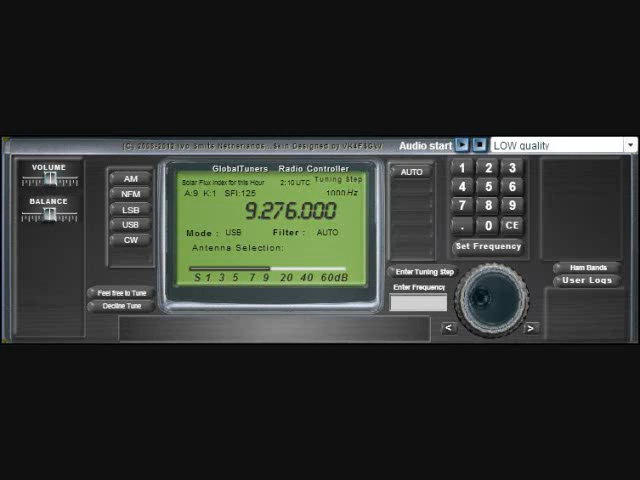 (C) 2006-2010 Ivo Smits Netherlands. Skin Designed by VK4FSGW
Audio start
LOW quality
VOLUME
BALANCE
AM
NFM
LSB
USB
CW
Feel free to Tune
Decline Tune
GlobalTuners Radio Controller
Solar Flux index for this Hour 2:10 UTC Tuning Step
A:9 K:1 SFI:125 1000 Hz
9.276.000
Mode : USB Filter : AUTO
Antenna Selection:
S 1 3 5 7 9 20 40 60dB
AUTO
1 2 3
4 5 6
7 8 9
. 0 CE
Set Frequency
Enter Tuning Step
Enter Frequency
< >
Ham Bands
User Logs